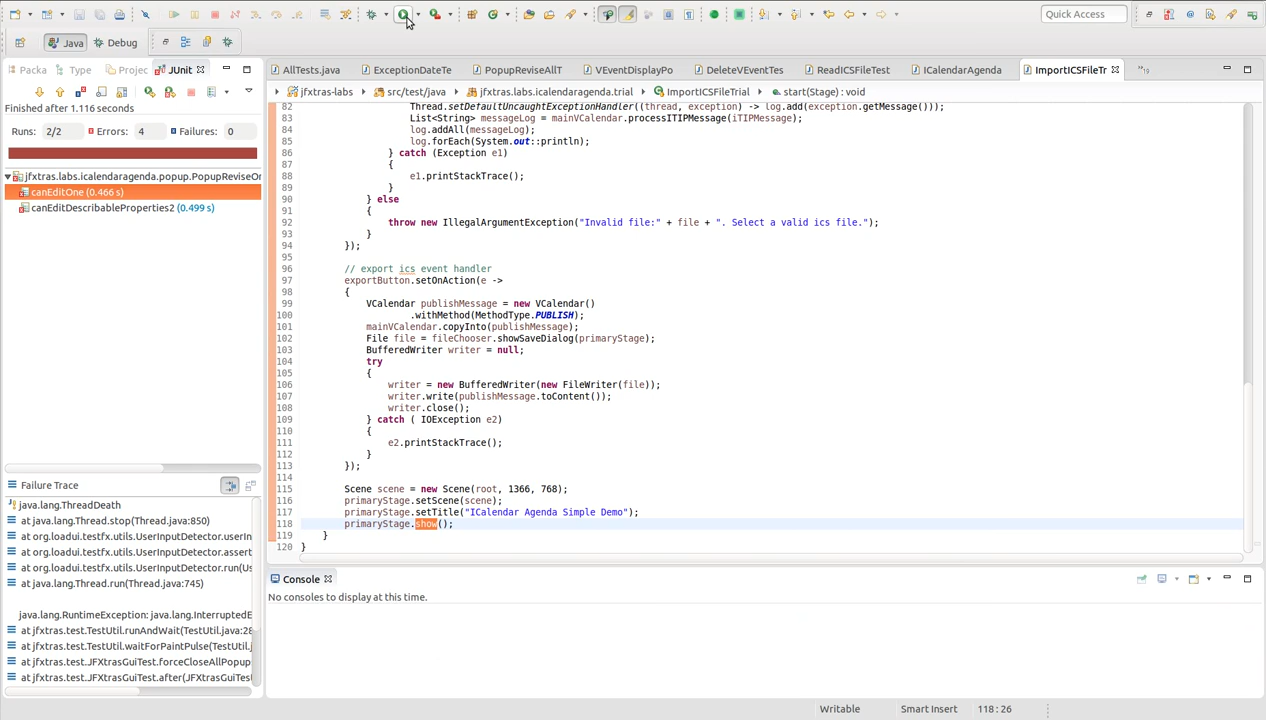 Quick Access
Java
Debug
Packa
Type
Projec
JUnit
AllTests.java
ExceptionDateTe
PopupReviseAllT
VEventDisplayPo
DeleteVEventTes
ReadICSFileTest
ICalendarAgenda
ImportICSFileTr
»19
jfxtras-labs
src/test/java
jfxtras.labs.icalendaragenda.trial
ImportICSFileTrial
start(Stage) : void
Finished after 1.116 seconds
Runs: 2/2
Errors: 4
Failures: 0
jfxtras.labs.icalendaragenda.popup.PopupReviseOr
canEditOne (0.466 s)
canEditDescribableProperties2 (0.499 s)
82 Thread.setDefaultUncaughtExceptionHandler((thread, exception) -> log.add(exception.getMessage()));
83 List<String> messageLog = mainVCalendar.processITIPMessage(iTIPMessage);
84 log.addAll(messageLog);
85 log.forEach(System.out::println);
86 } catch (Exception e1)
87 {
88 e1.printStackTrace();
89 }
90 } else
91 {
92 throw new IllegalArgumentException("Invalid file:" + file + ". Select a valid ics file.");
93 }
94 });
95
96 // export ics event handler
97 exportButton.setOnAction(e ->
98 {
99 VCalendar publishMessage = new VCalendar()
100 .withMethod(MethodType.PUBLISH);
101 mainVCalendar.copyInto(publishMessage);
102 File file = fileChooser.showSaveDialog(primaryStage);
103 BufferedWriter writer = null;
104 try
105 {
106 writer = new BufferedWriter(new FileWriter(file));
107 writer.write(publishMessage.toContent());
108 writer.close();
109 } catch ( IOException e2)
110 {
111 e2.printStackTrace();
112 }
113 });
114
115 Scene scene = new Scene(root, 1366, 768);
116 primaryStage.setScene(scene);
117 primaryStage.setTitle("ICalendar Agenda Simple Demo");
118 primaryStage.show();
119 }
120 }
Failure Trace
java.lang.ThreadDeath
at java.lang.Thread.stop(Thread.java:850)
at org.loadui.testfx.utils.UserInputDetector.userIn
at org.loadui.testfx.utils.UserInputDetector.assert
at org.loadui.testfx.utils.UserInputDetector.run(Us
at java.lang.Thread.run(Thread.java:745)
java.lang.RuntimeException: java.lang.InterruptedE
at jfxtras.test.TestUtil.runAndWait(TestUtil.java:28
at jfxtras.test.TestUtil.waitForPaintPulse(TestUtil.
at jfxtras.test.JFXtrasGuiTest.forceCloseAllPopup
at jfxtras.test.JFXtrasGuiTest.after(JFXtrasGuiTest
Console
No consoles to display at this time.
Writable
Smart Insert
118 : 26